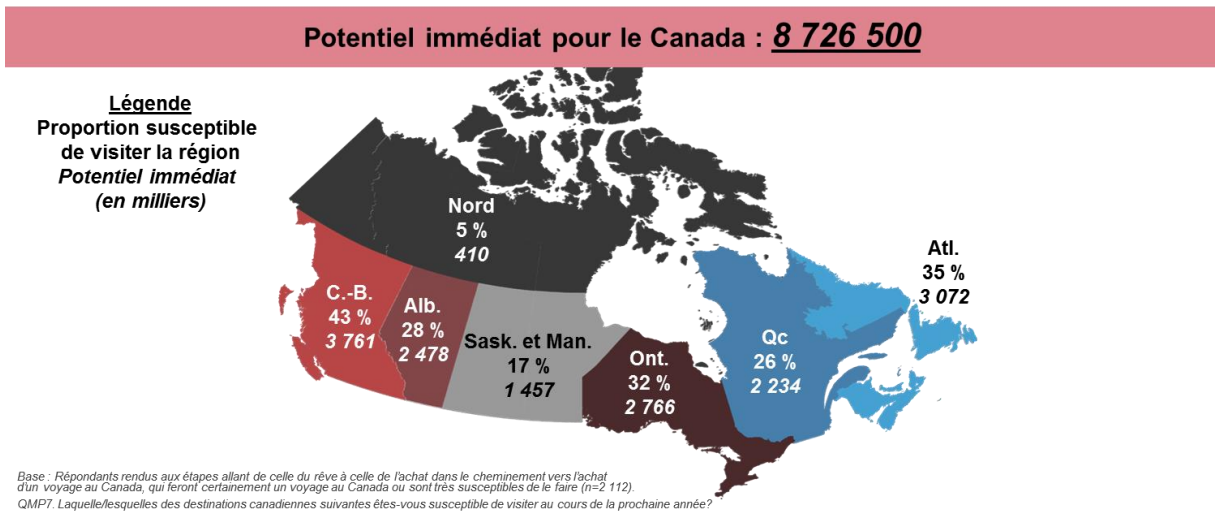 Potentiel immédiat pour le Canada : 8 726 500
Légende
Proportion susceptible
de visiter la région
Potentiel immédiat
(en milliers)
Nord
5 %
410
C.-B.
43 %
3 761
Alb.
28 %
2 478
Sask. et Man.
17 %
1 457
Ont.
32 %
2 766
Qc
26 %
2 234
Atl.
35 %
3 072
Base : Répondants rendus aux étapes allant de celle du rêve à celle de l'achat dans le cheminement vers l'achat
d'un voyage au Canada, qui feront certainement un voyage au Canada ou sont très susceptibles de le faire (n=2 112).
QMP7. Laquelle/lesquelles des destinations canadiennes suivantes êtes-vous susceptible de visiter au cours de la prochaine année?